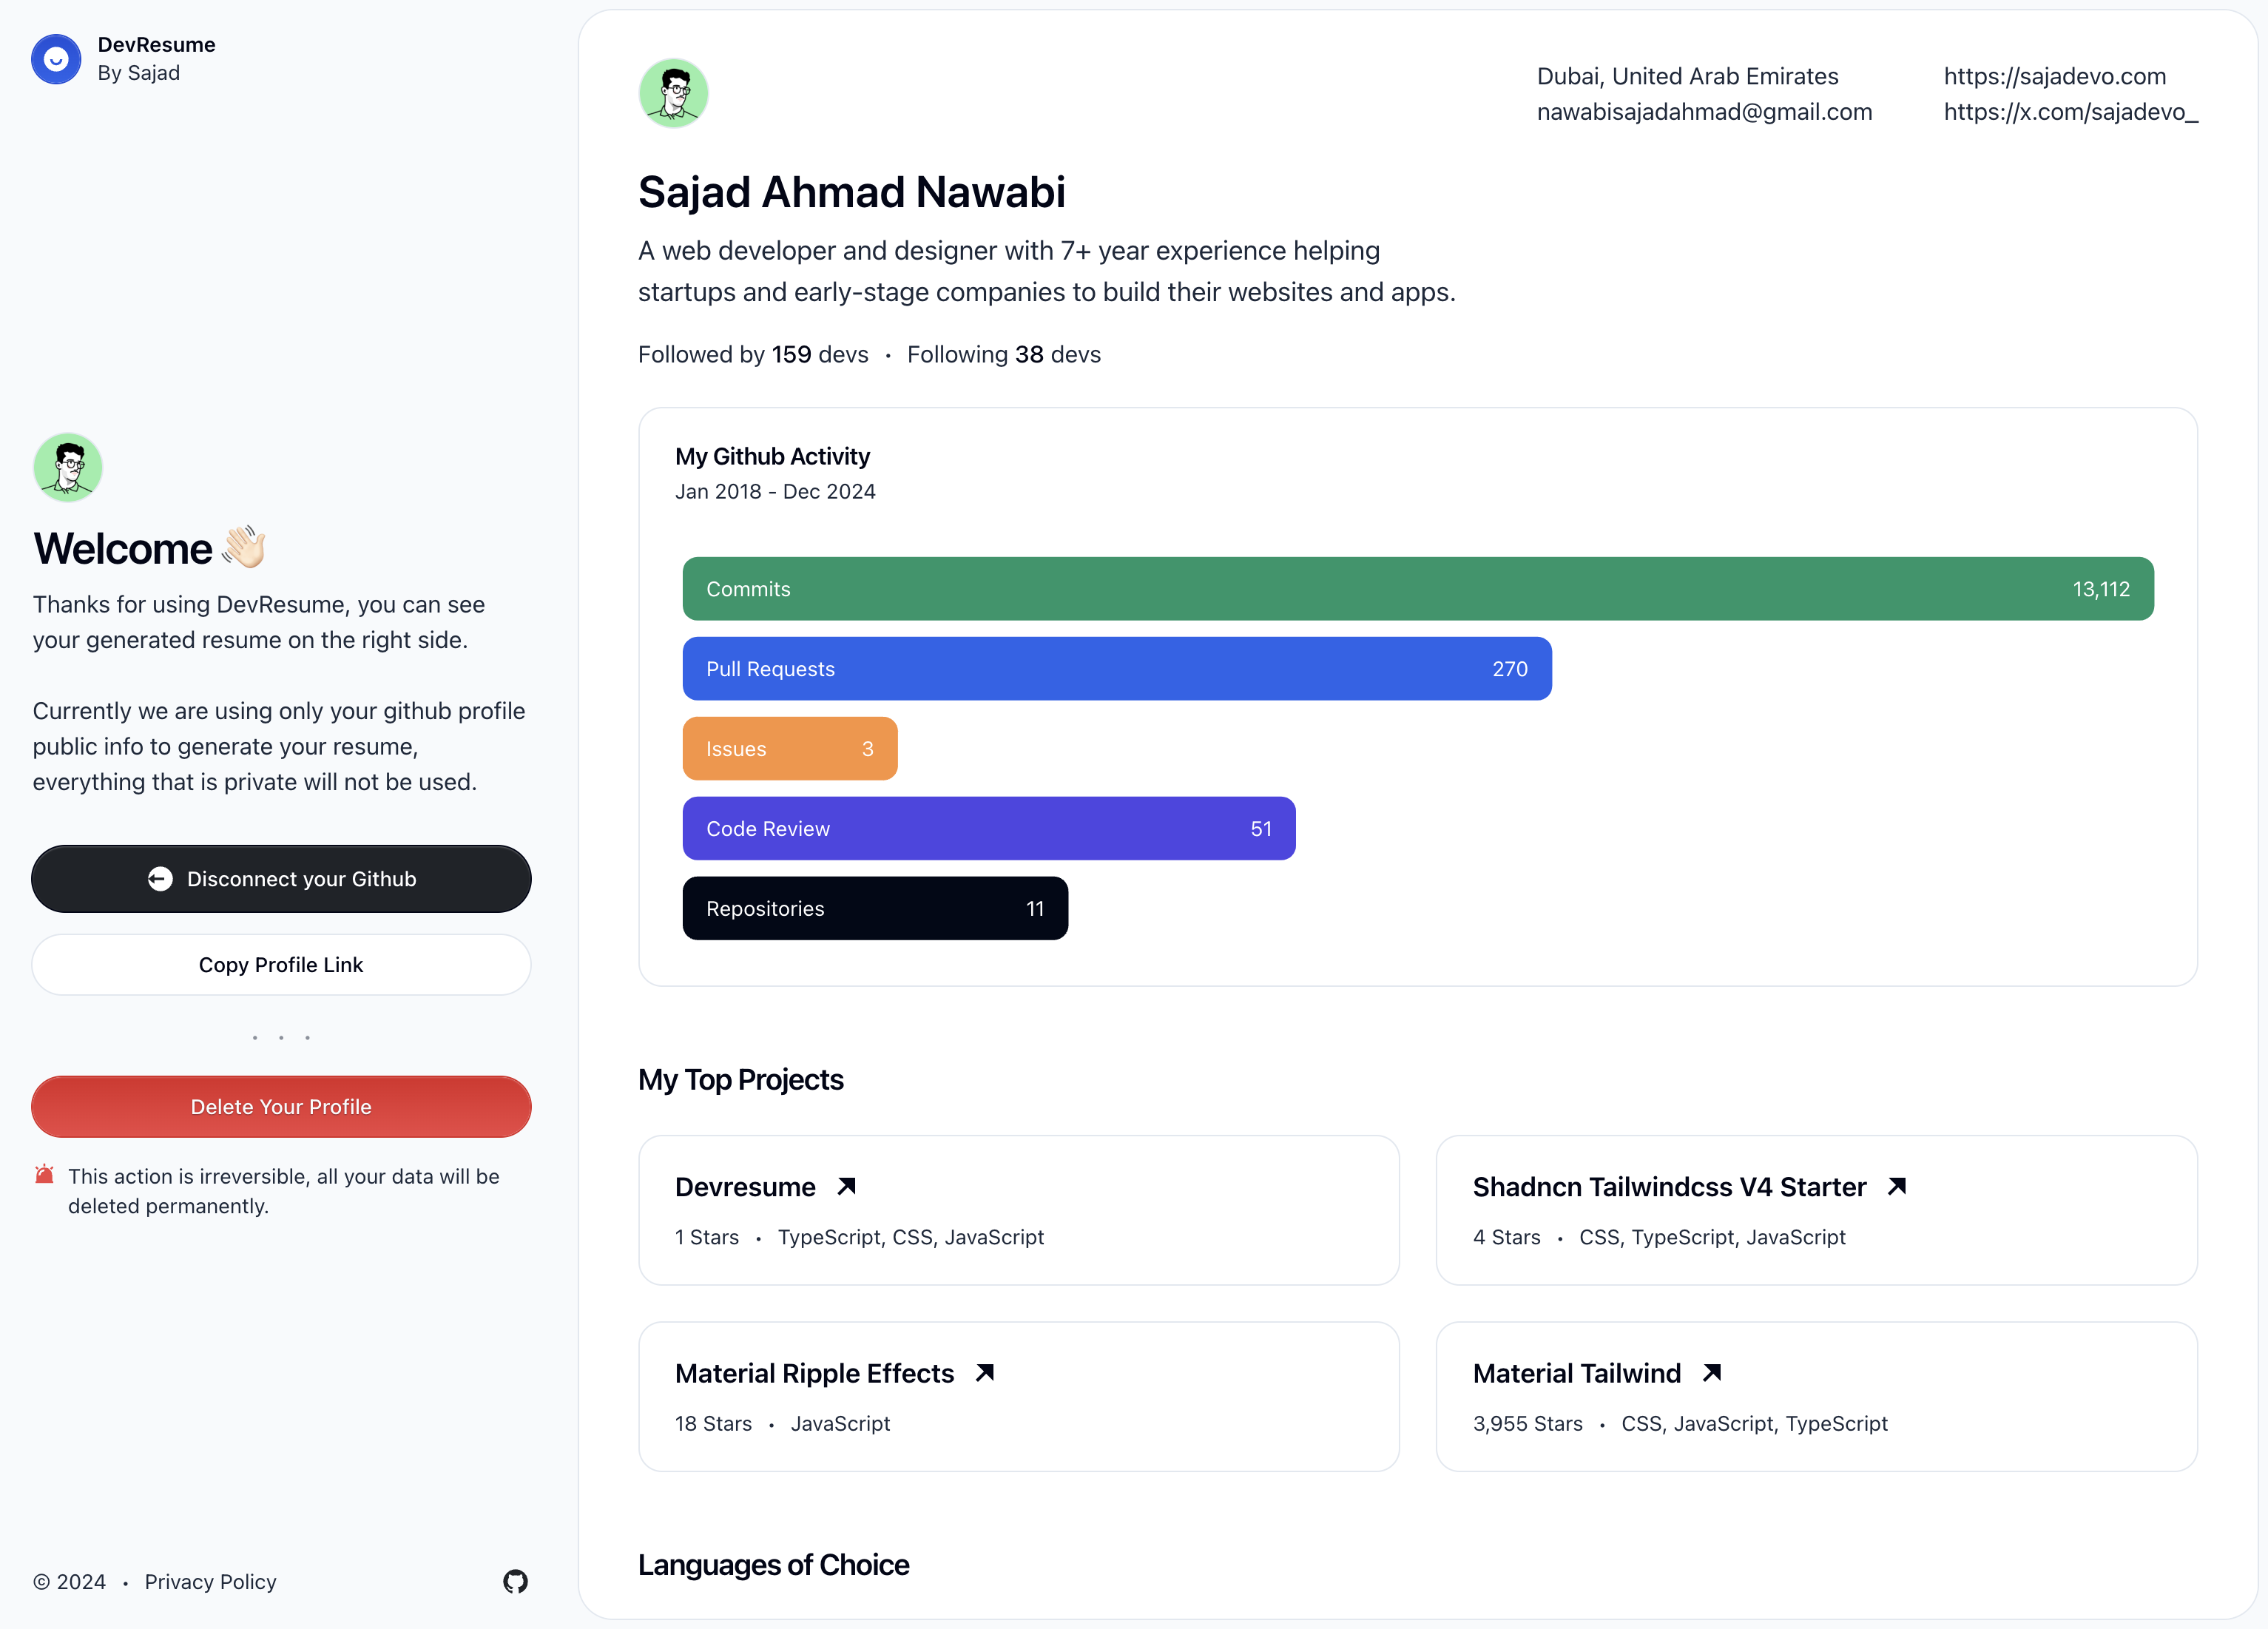 DevResume
By Sajad
Welcome 👋🏻
Thanks for using DevResume, you can see
your generated resume on the right side.
Currently we are using only your github profile
public info to generate your resume,
everything that is private will not be used.
Disconnect your Github
Copy Profile Link
Delete Your Profile
This action is irreversible, all your data will be
deleted permanently.
© 2024 • Privacy Policy
Dubai, United Arab Emirates
nawabisajadahmad@gmail.com
https://sajadevo.com
https://x.com/sajadevo_
Sajad Ahmad Nawabi
A web developer and designer with 7+ year experience helping
startups and early-stage companies to build their websites and apps.
Followed by 159 devs • Following 38 devs
My Github Activity
Jan 2018 - Dec 2024
Commits 13,112
Pull Requests 270
Issues 3
Code Review 51
Repositories 11
My Top Projects
Devresume
1 Stars • TypeScript, CSS, JavaScript
Shadncn Tailwindcss V4 Starter
4 Stars • CSS, TypeScript, JavaScript
Material Ripple Effects
18 Stars • JavaScript
Material Tailwind
3,955 Stars • CSS, JavaScript, TypeScript
Languages of Choice